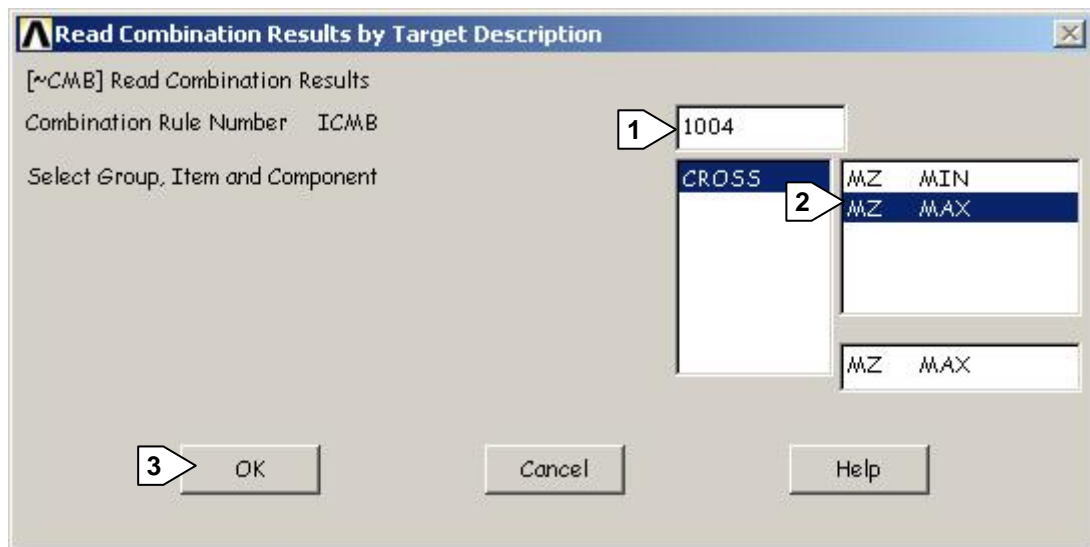 Read Combination Results by Target Description
[~CMB] Read Combination Results
Combination Rule Number ICMB
1
1004
Select Group, Item and Component
CROSS
MZ MIN
2
MZ MAX
MZ MAX
3
OK
Cancel
Help